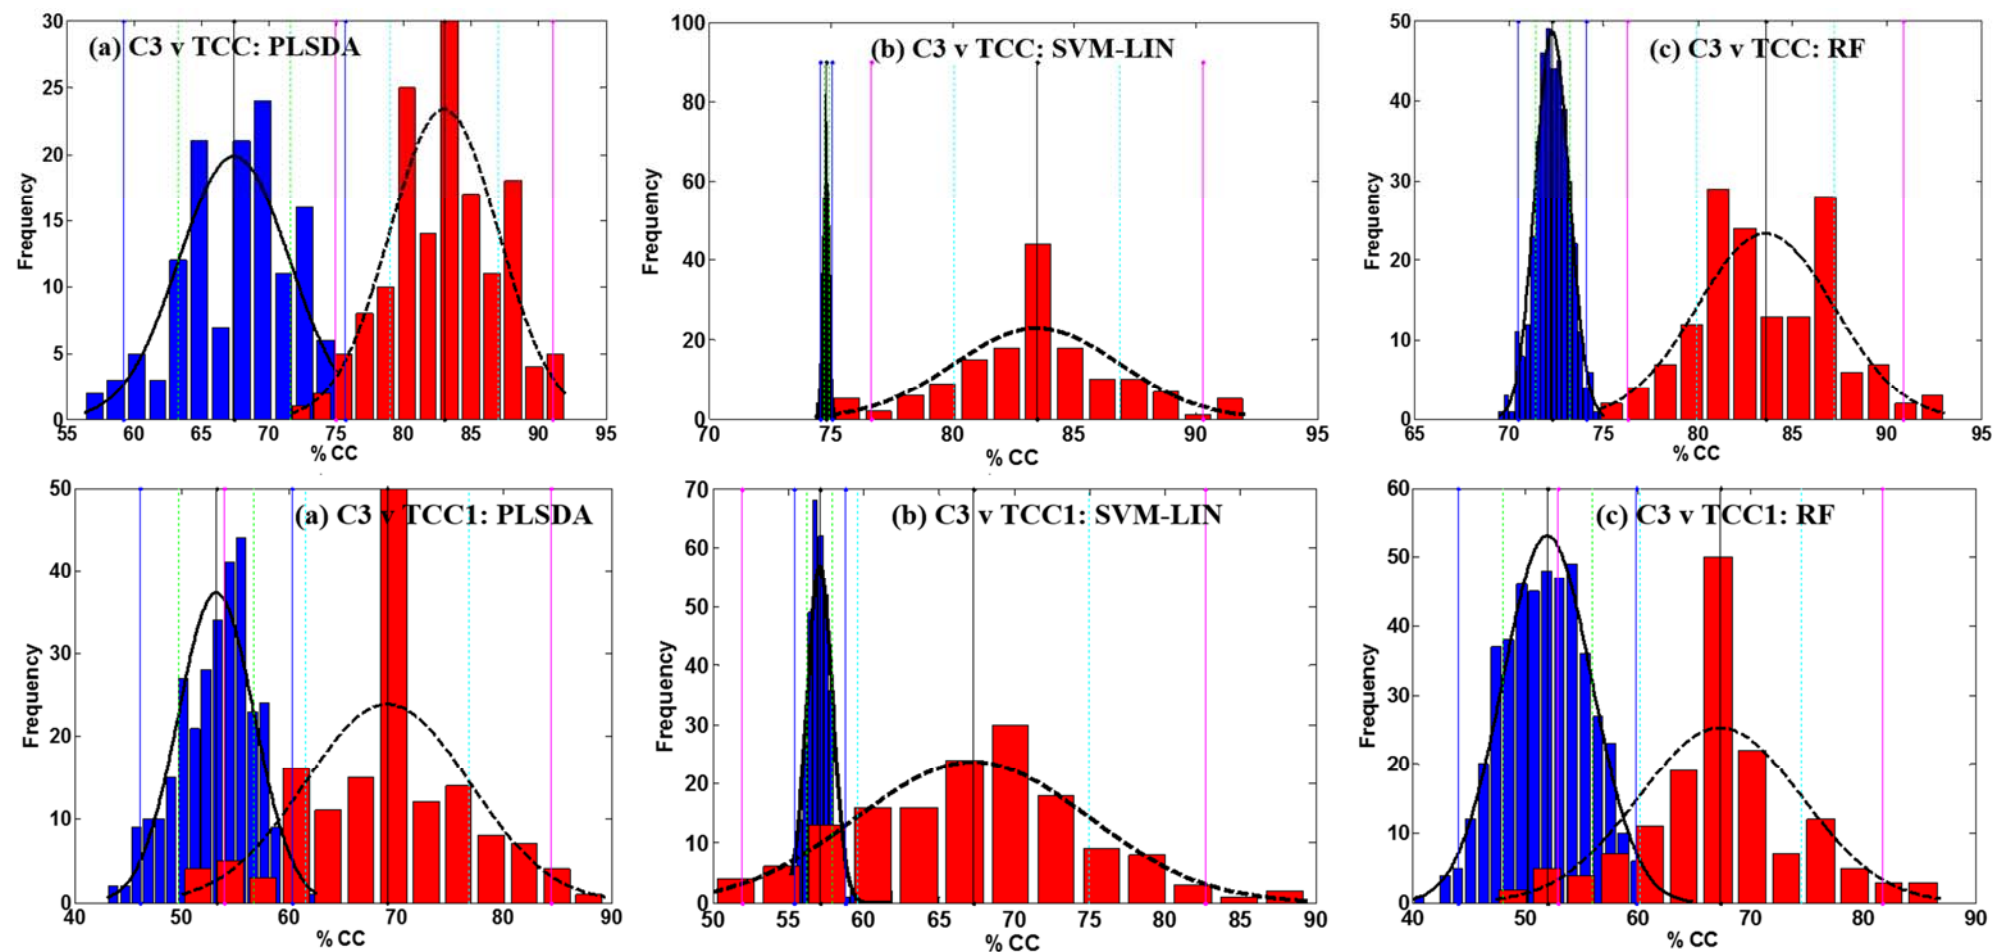 (a) C3 v TCC: PLSDA
Frequency
30
25
20
15
10
5
0
55 60 65 70 75 80 85 90 95
% CC
(b) C3 v TCC: SVM-LIN
Frequency
100
80
60
40
20
0
70 75 80 85 90 95
% CC
(c) C3 v TCC: RF
Frequency
50
40
30
20
10
0
65 70 75 80 85 90 95
% CC
(a) C3 v TCC1: PLSDA
Frequency
50
40
30
20
10
0
40 50 60 70 80 90
% CC
(b) C3 v TCC1: SVM-LIN
Frequency
70
60
50
40
30
20
10
0
50 55 60 65 70 75 80 85 90
% CC
(c) C3 v TCC1: RF
Frequency
60
50
40
30
20
10
0
40 50 60 70 80 90
% CC